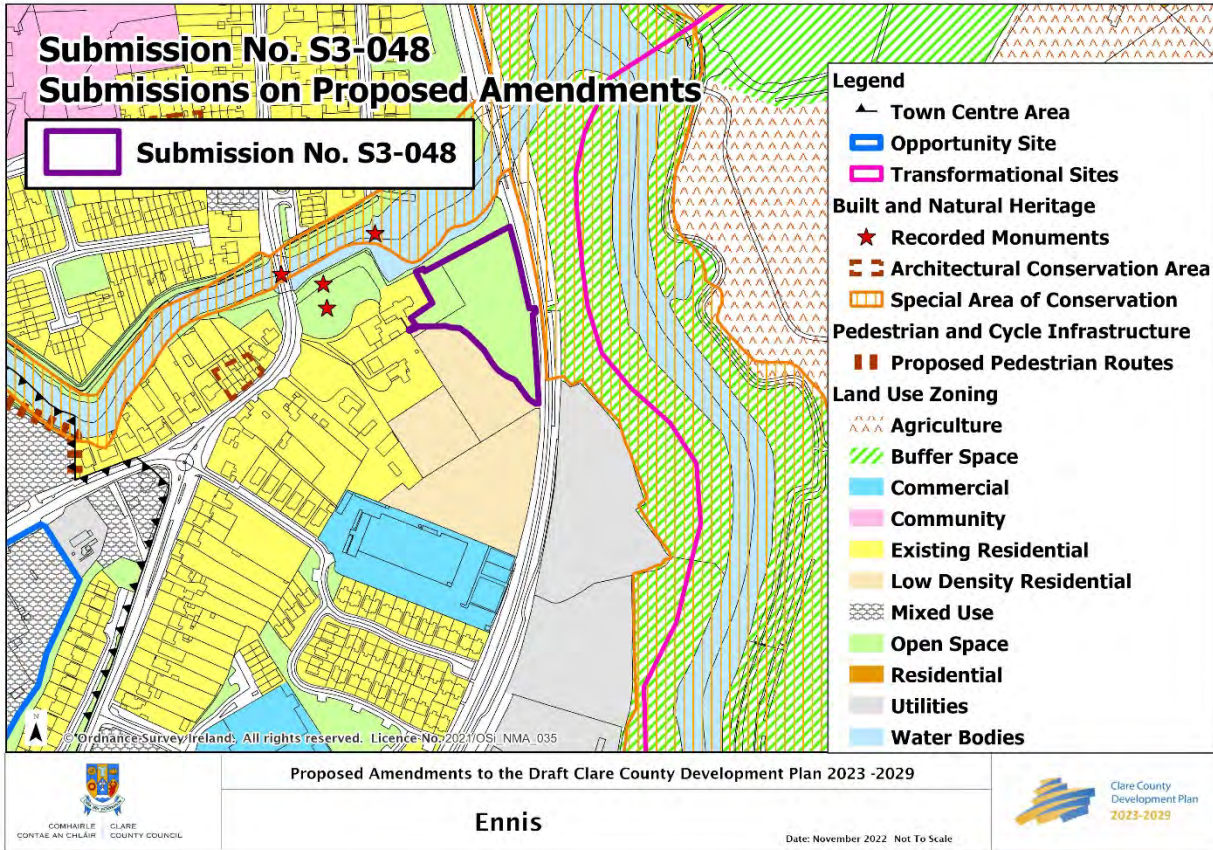 Submission No. S3-048
Submissions on Proposed Amendments
Submission No. S3-048
Legend
Town Centre Area
Opportunity Site
Transformational Sites
Built and Natural Heritage
Recorded Monuments
Architectural Conservation Area
Special Area of Conservation
Pedestrian and Cycle Infrastructure
Proposed Pedestrian Routes
Land Use Zoning
Agriculture
Buffer Space
Commercial
Community
Existing Residential
Low Density Residential
Mixed Use
Open Space
Residential
Utilities
Water Bodies
N
© Ordnance Survey Ireland. All rights reserved. Licence No. 2021/OSi_NMA_035
COMHAIRLE
CONTAE AN CHLÁIR
CLARE
COUNTY COUNCIL
Proposed Amendments to the Draft Clare County Development Plan 2023 -2029
Ennis
Date: November 2022 Not To Scale
Clare County
Development Plan
2023-2029